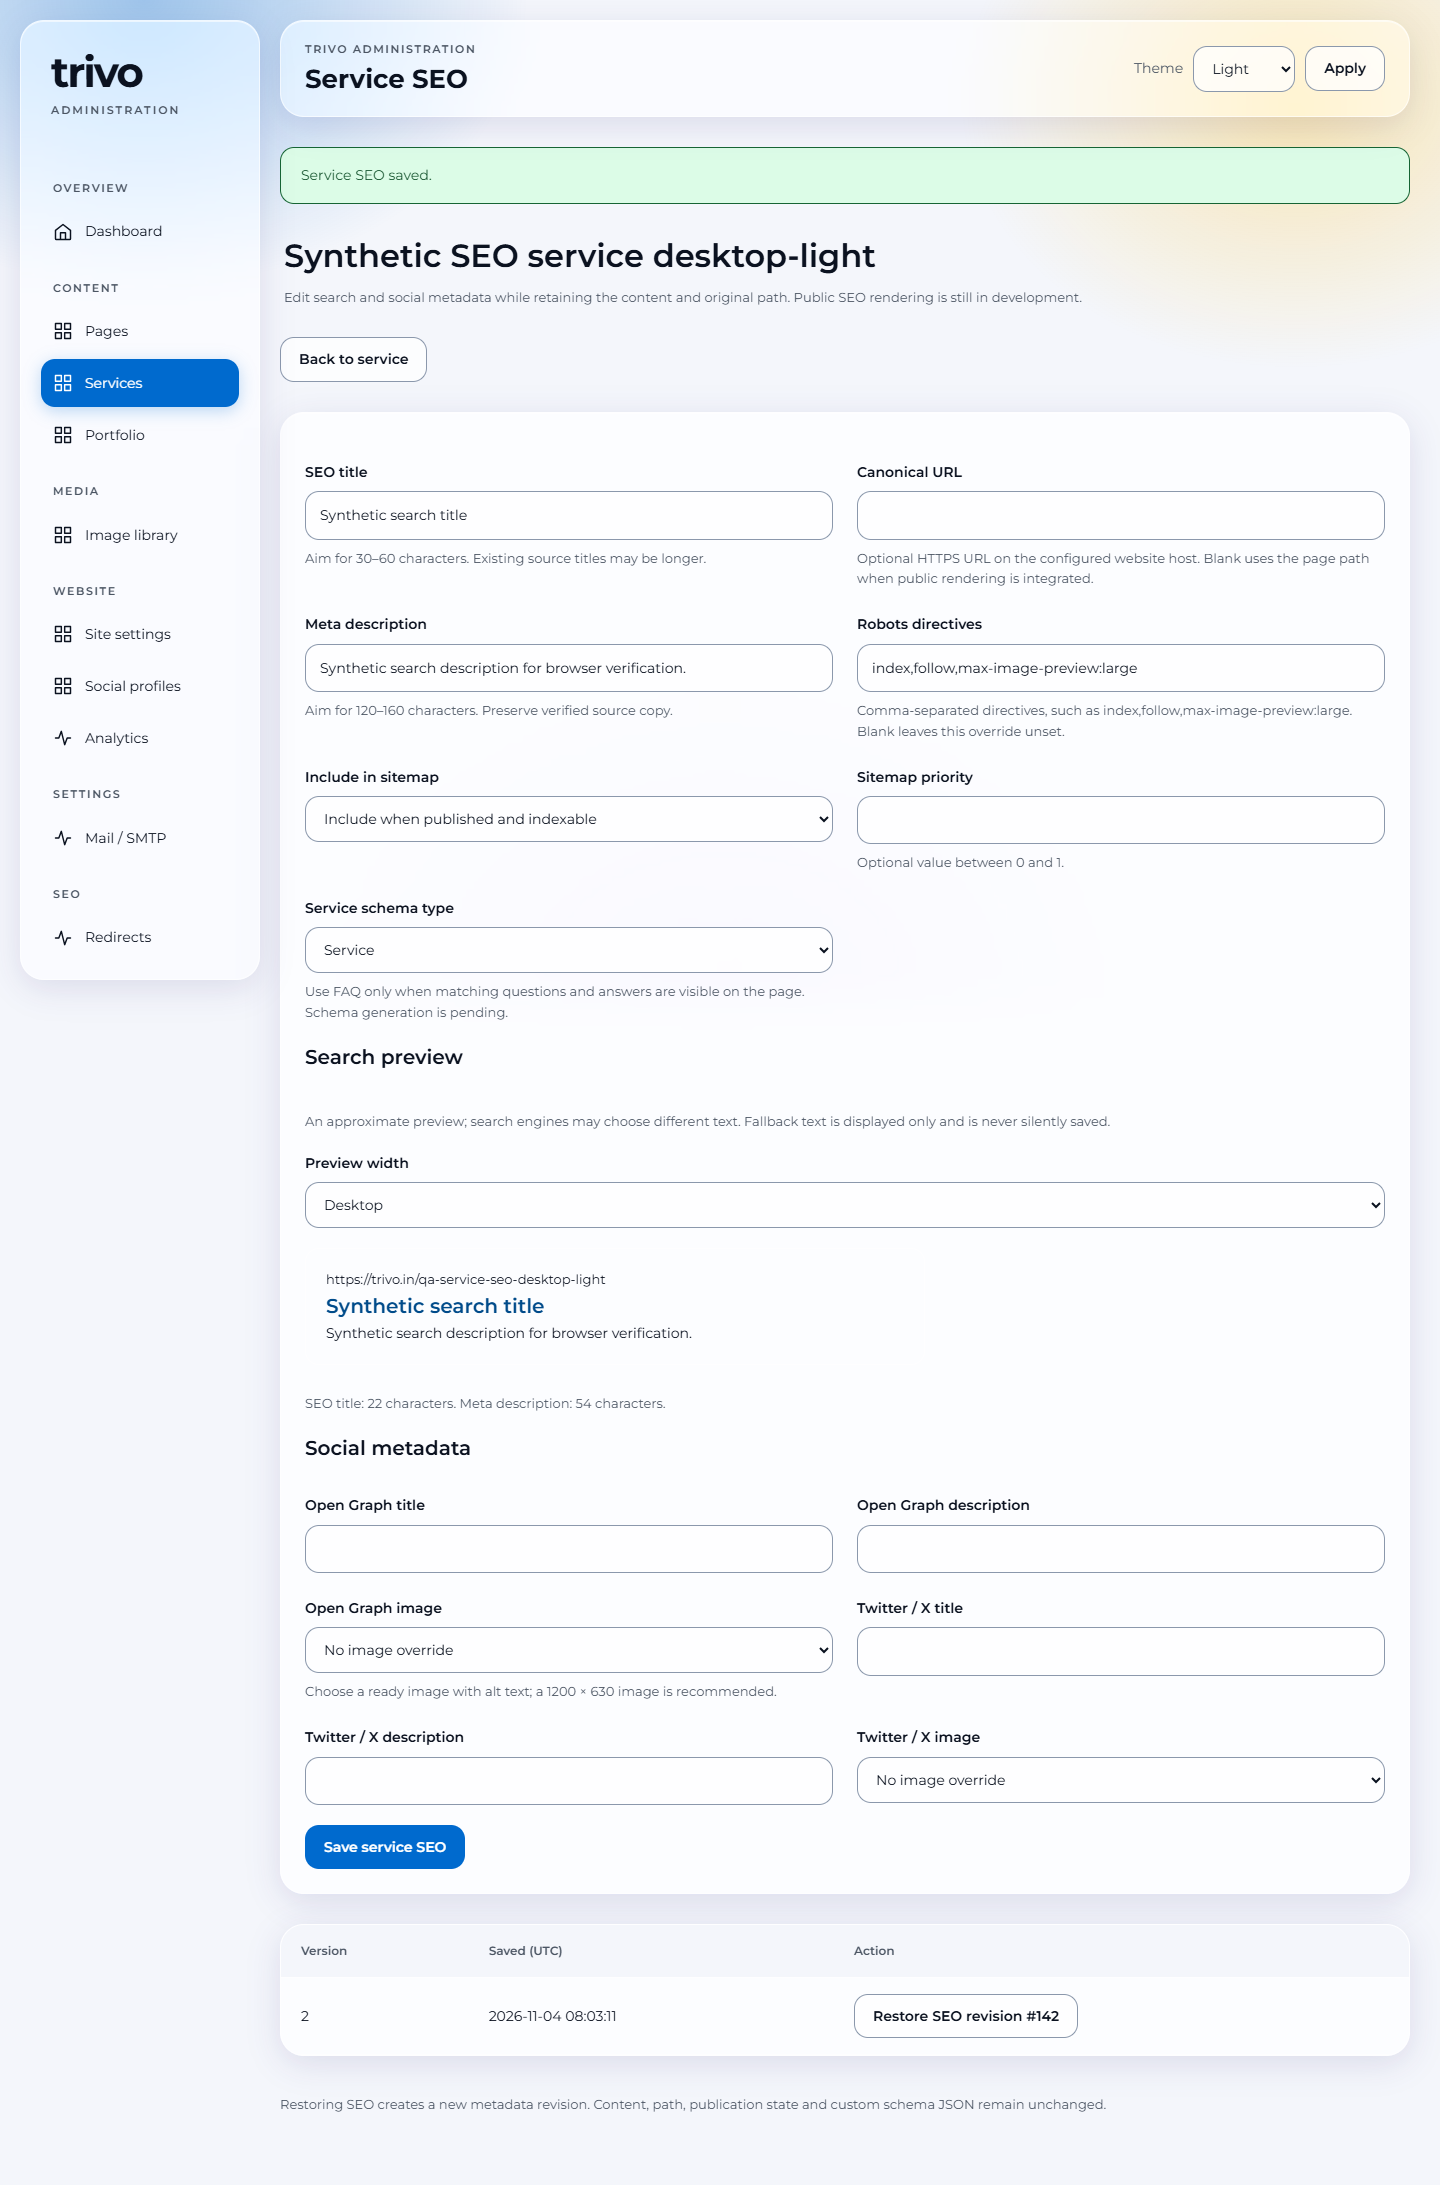 trivo
ADMINISTRATION
OVERVIEW
Dashboard
CONTENT
Pages
Services
Portfolio
MEDIA
Image library
WEBSITE
Site settings
Social profiles
Analytics
SETTINGS
Mail / SMTP
SEO
Redirects
TRIVO ADMINISTRATION
Service SEO
Theme
Light
Apply
Service SEO saved.
Synthetic SEO service desktop-light
Edit search and social metadata while retaining the content and original path. Public SEO rendering is still in development.
Back to service
SEO title
Synthetic search title
Aim for 30–60 characters. Existing source titles may be longer.
Canonical URL
Optional HTTPS URL on the configured website host. Blank uses the page path
when public rendering is integrated.
Meta description
Synthetic search description for browser verification.
Aim for 120–160 characters. Preserve verified source copy.
Robots directives
index,follow,max-image-preview:large
Comma-separated directives, such as index,follow,max-image-preview:large.
Blank leaves this override unset.
Include in sitemap
Include when published and indexable
Sitemap priority
Optional value between 0 and 1.
Service schema type
Service
Use FAQ only when matching questions and answers are visible on the page.
Schema generation is pending.
Search preview
An approximate preview; search engines may choose different text. Fallback text is displayed only and is never silently saved.
Preview width
Desktop
https://trivo.in/qa-service-seo-desktop-light
Synthetic search title
Synthetic search description for browser verification.
SEO title: 22 characters. Meta description: 54 characters.
Social metadata
Open Graph title
Open Graph description
Open Graph image
No image override
Choose a ready image with alt text; a 1200 × 630 image is recommended.
Twitter / X title
Twitter / X description
Twitter / X image
No image override
Save service SEO
Version
Saved (UTC)
Action
2
2026-11-04 08:03:11
Restore SEO revision #142
Restoring SEO creates a new metadata revision. Content, path, publication state and custom schema JSON remain unchanged.